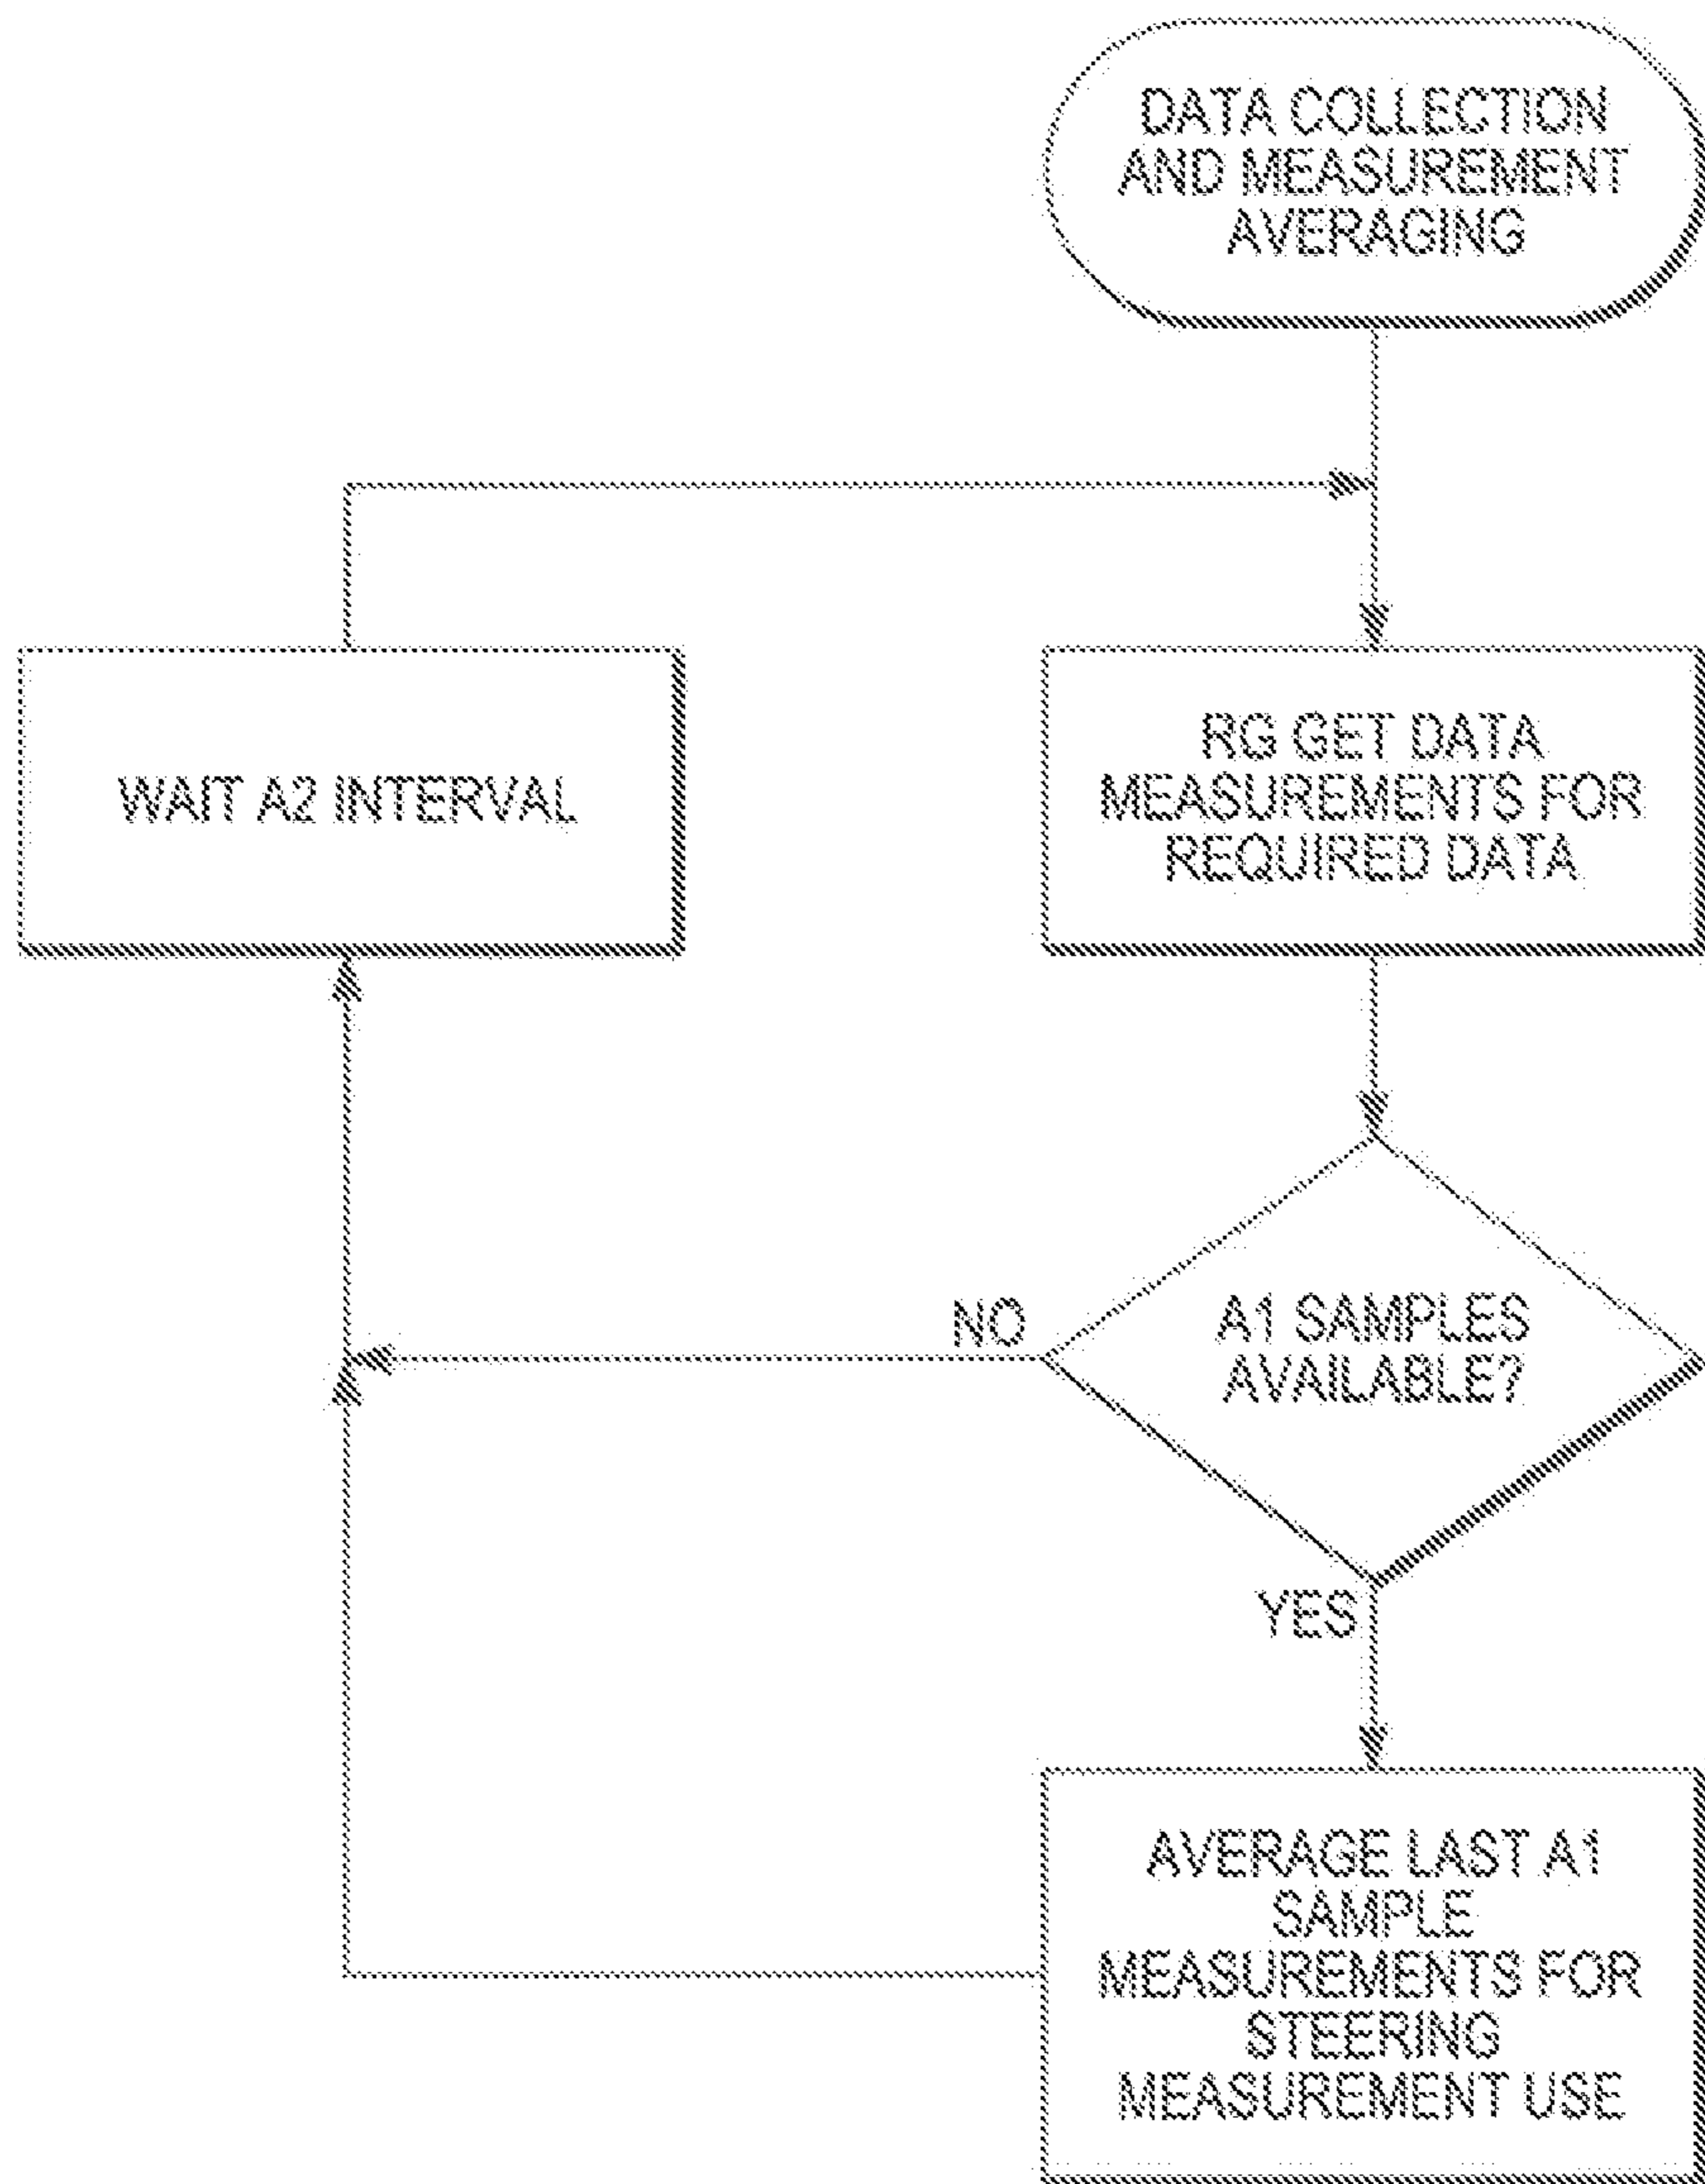 DATA COLLECTION
AND MEASUREMENT
AVERAGING
WAIT A2 INTERVAL
RG GET DATA
MEASUREMENTS FOR
REQUIRED DATA
NO
A1 SAMPLES
AVAILABLE?
YES
AVERAGE LAST A1
SAMPLE
MEASUREMENTS FOR
STEERING
MEASUREMENT USE